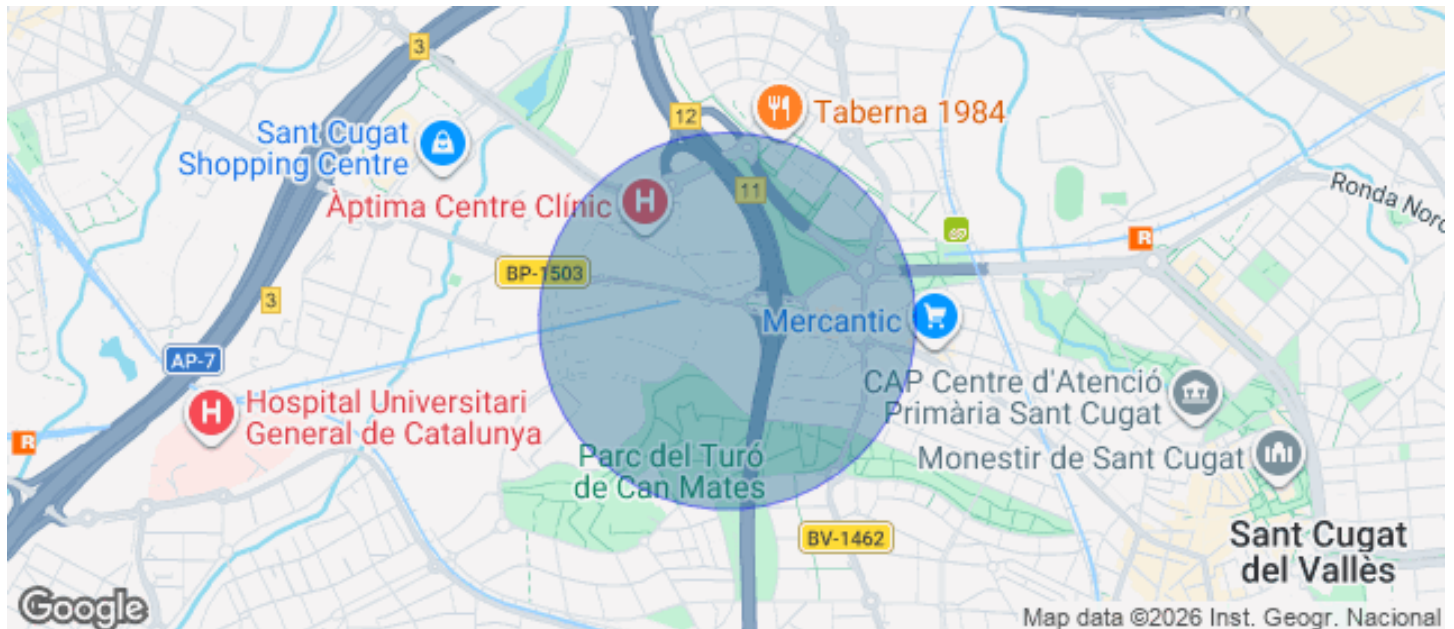 3
12
Taberna 1984
Sant Cugat
Shopping Centre
Àptima Centre Clínic
H
11
Ronda Nord
R
BP-1503
3
Mercantic
AP-7
H
Hospital Universitari
General de Catalunya
CAP Centre d'Atenció
Primària Sant Cugat
R
Parc del Turó
de Can Mates
Monestir de Sant Cugat
BV-1462
Sant Cugat
del Vallès
Google
Map data ©2026 Inst. Geogr. Nacional